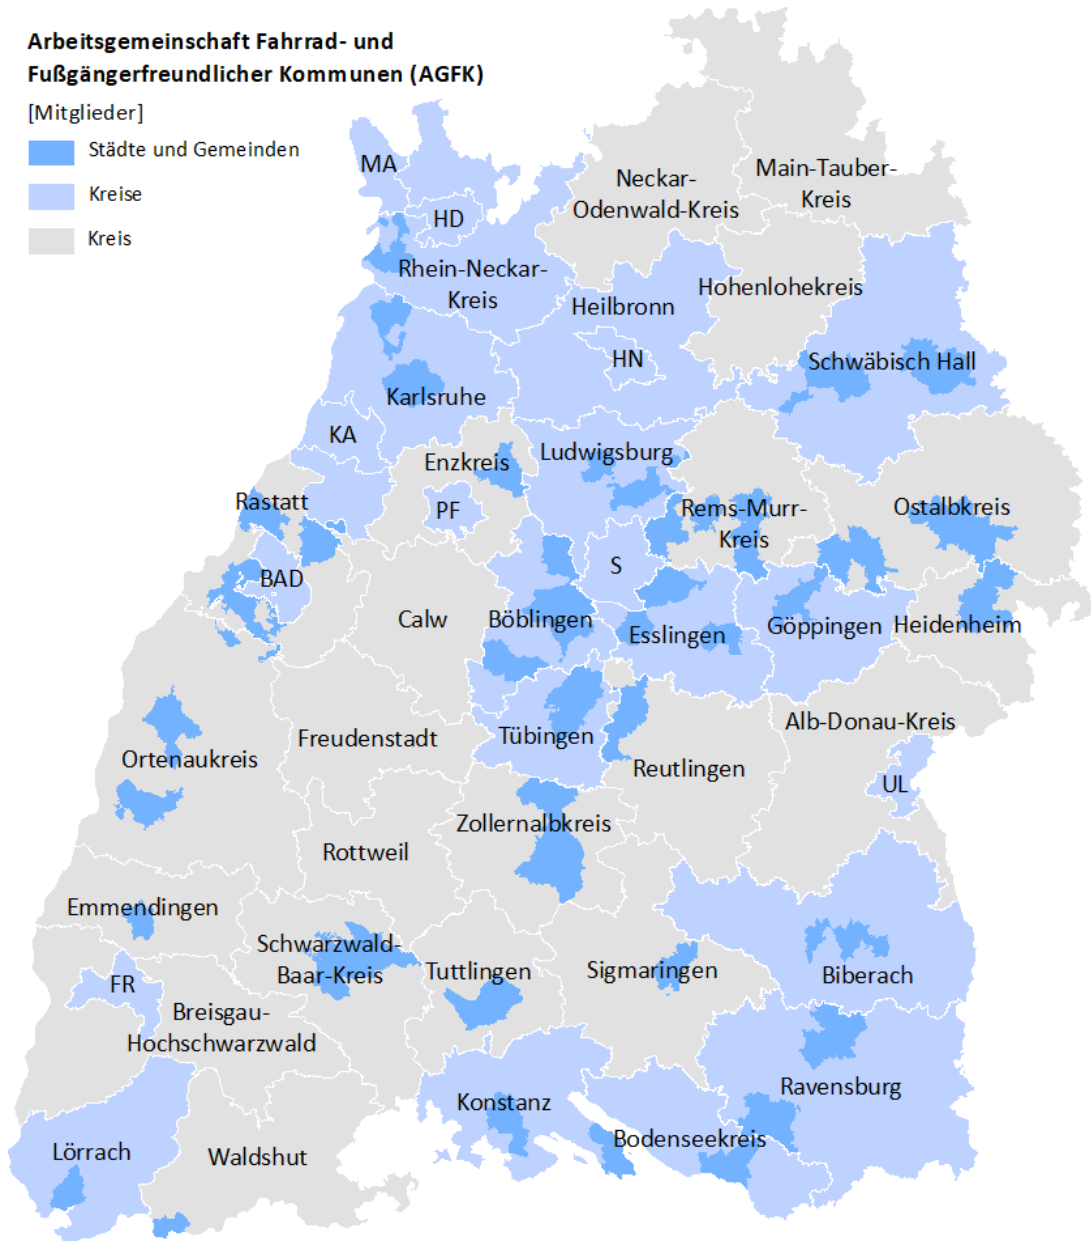 Arbeitsgemeinschaft Fahrrad- und
Fußgängerfreundlicher Kommunen (AGFK)
[Mitglieder]
Städte und Gemeinden
Kreise
Kreis
MA
HD
Neckar-
Odenwald-Kreis
Main-Tauber-
Kreis
Rhein-Neckar-
Kreis
Heilbronn
Hohenlohekreis
HN
Schwäbisch Hall
Karlsruhe
KA
Enzkreis
Ludwigsburg
Rastatt
PF
Rems-Murr-
Kreis
Ostalbkreis
S
BAD
Calw
Böblingen
Esslingen
Göppingen
Heidenheim
Alb-Donau-Kreis
Freudenstadt
Tübingen
Ortenaukreis
Reutlingen
UL
Zollernalbkreis
Rottweil
Emmendingen
Schwarzwald-
Baar-Kreis
Tuttlingen
Sigmaringen
Biberach
FR
Breisgau-
Hochschwarzwald
Ravensburg
Konstanz
Bodenseekreis
Lörrach
Waldshut